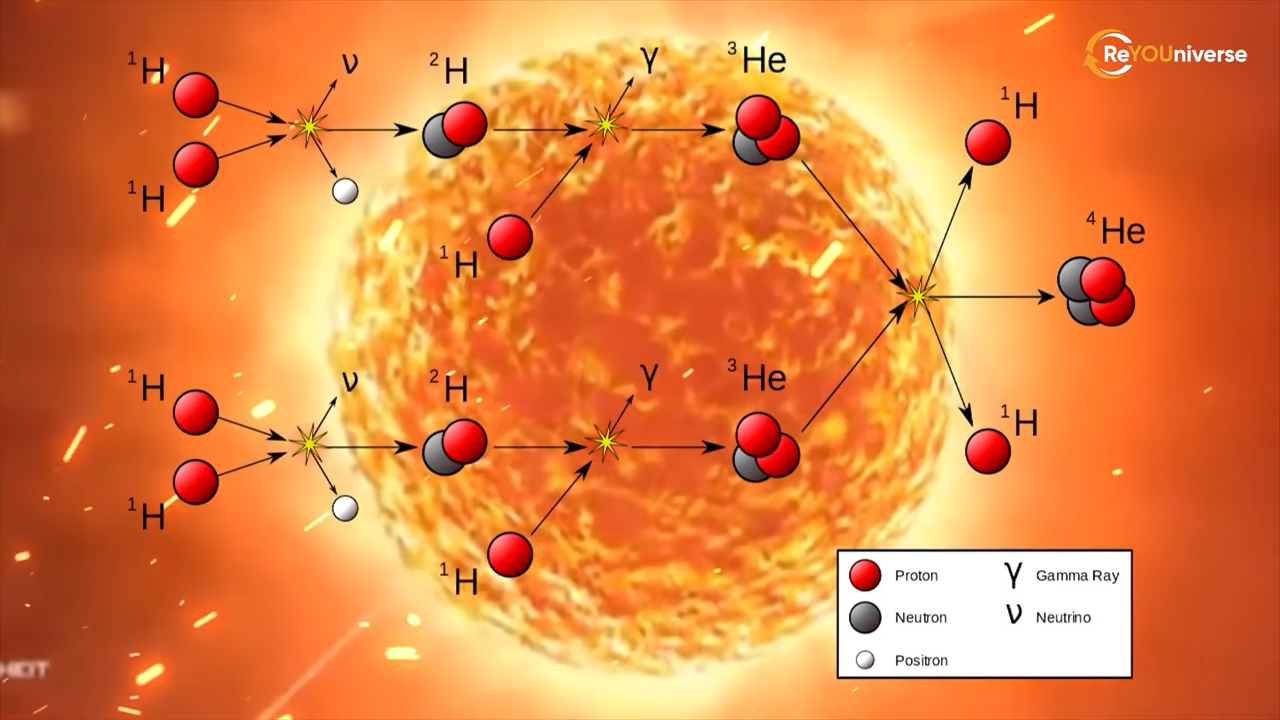 ReYOUniverse
¹H
ν
²H
γ
³He
¹H
¹H
¹H
⁴He
¹H
ν
²H
γ
³He
¹H
¹H
¹H
Proton
γ Gamma Ray
Neutron
ν Neutrino
Positron